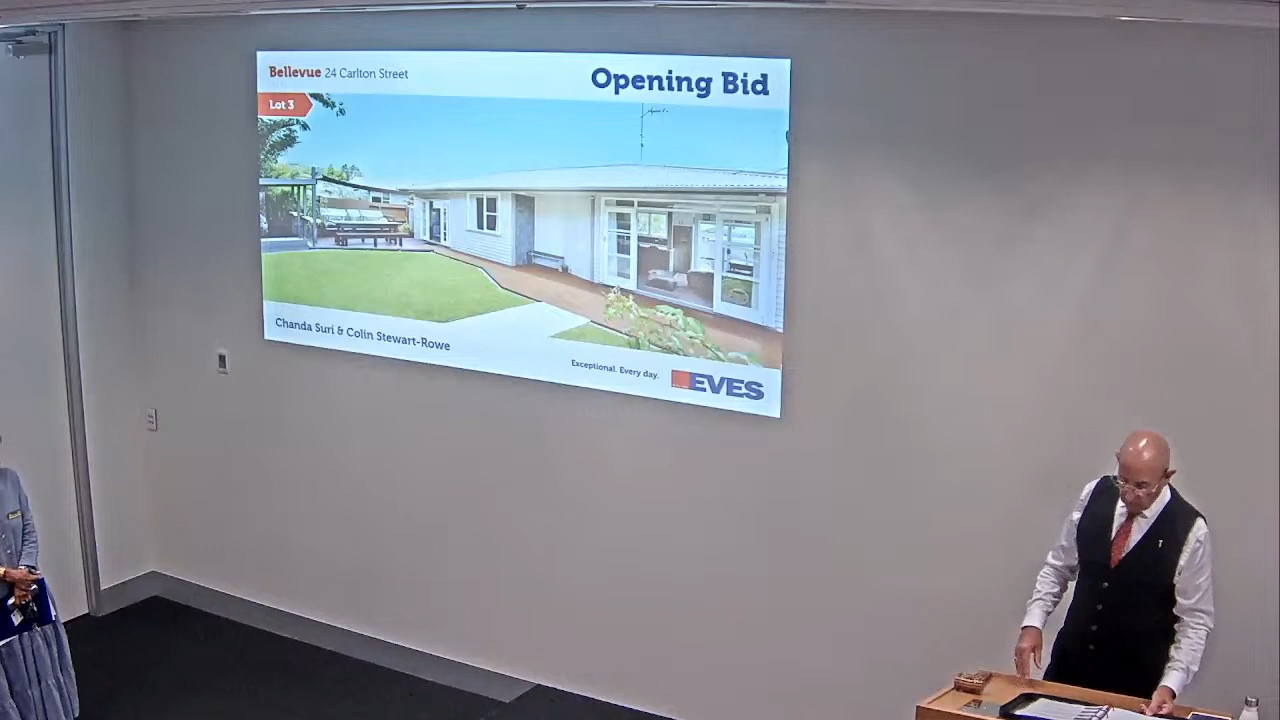 Bellevue 24 Carlton Street
Opening Bid
Lot 3
Chanda Suri & Colin Stewart-Rowe
Exceptional. Every day.
EVES